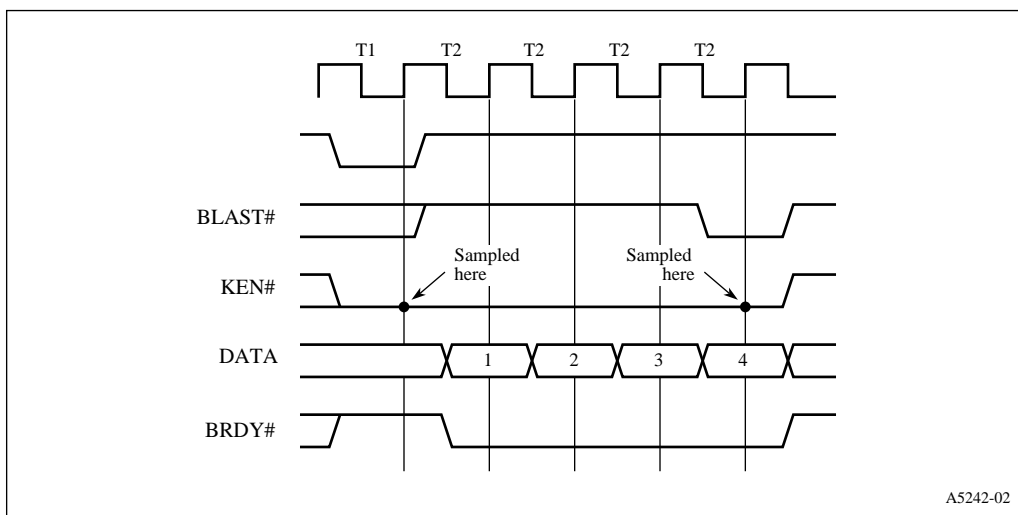 T1 T2 T2 T2 T2
BLAST#
Sampled here
Sampled here
KEN#
DATA
1 2 3 4
BRDY#
A5242-02